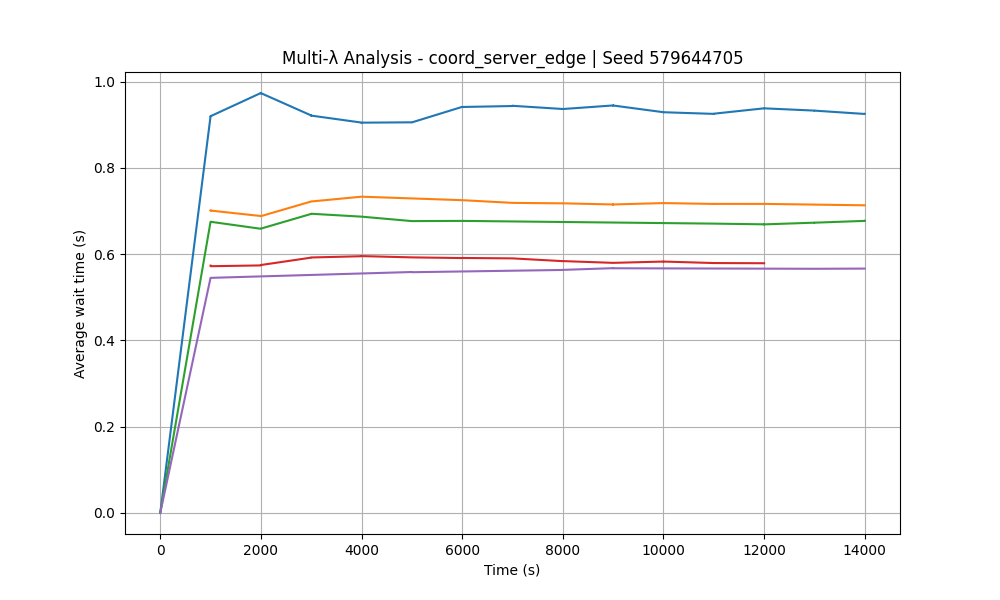 Multi-λ Analysis - coord_server_edge | Seed 579644705
Average wait time (s)
1.0
0.8
0.6
0.4
0.2
0.0
0 2000 4000 6000 8000 10000 12000 14000
Time (s)